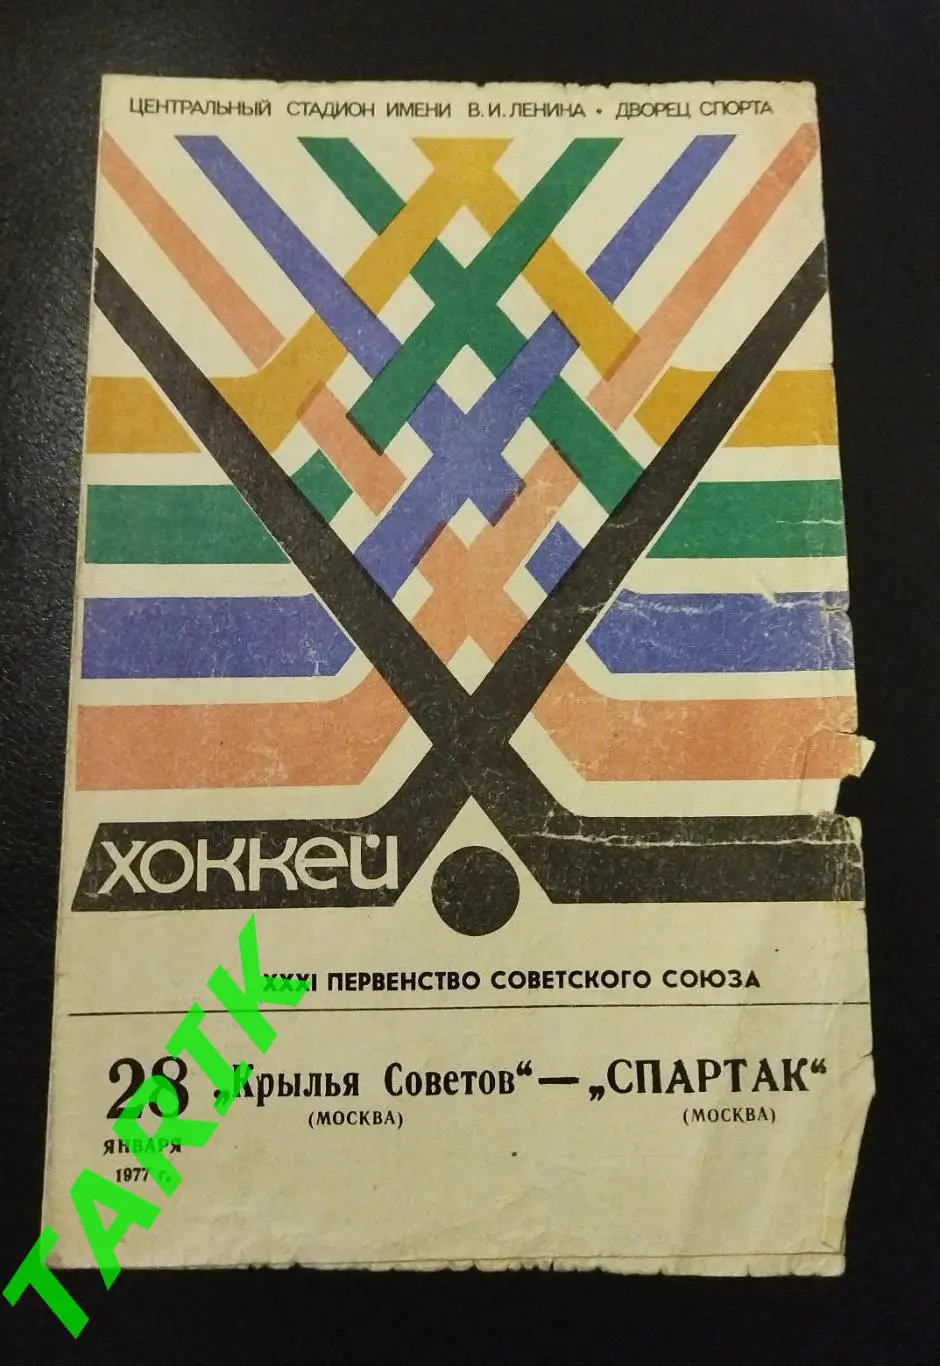 ЦЕНТРАЛЬНЫЙ СТАДИОН ИМЕНИ В.И.ЛЕНИНА • ДВОРЕЦ СПОРТА
ХОККЕЙ
XXXI ПЕРВЕНСТВО СОВЕТСКОГО СОЮЗА
28 „Крылья Советов“ — „СПАРТАК“
(МОСКВА) (МОСКВА)
ЯНВАРЯ
1977 г.
TARIK